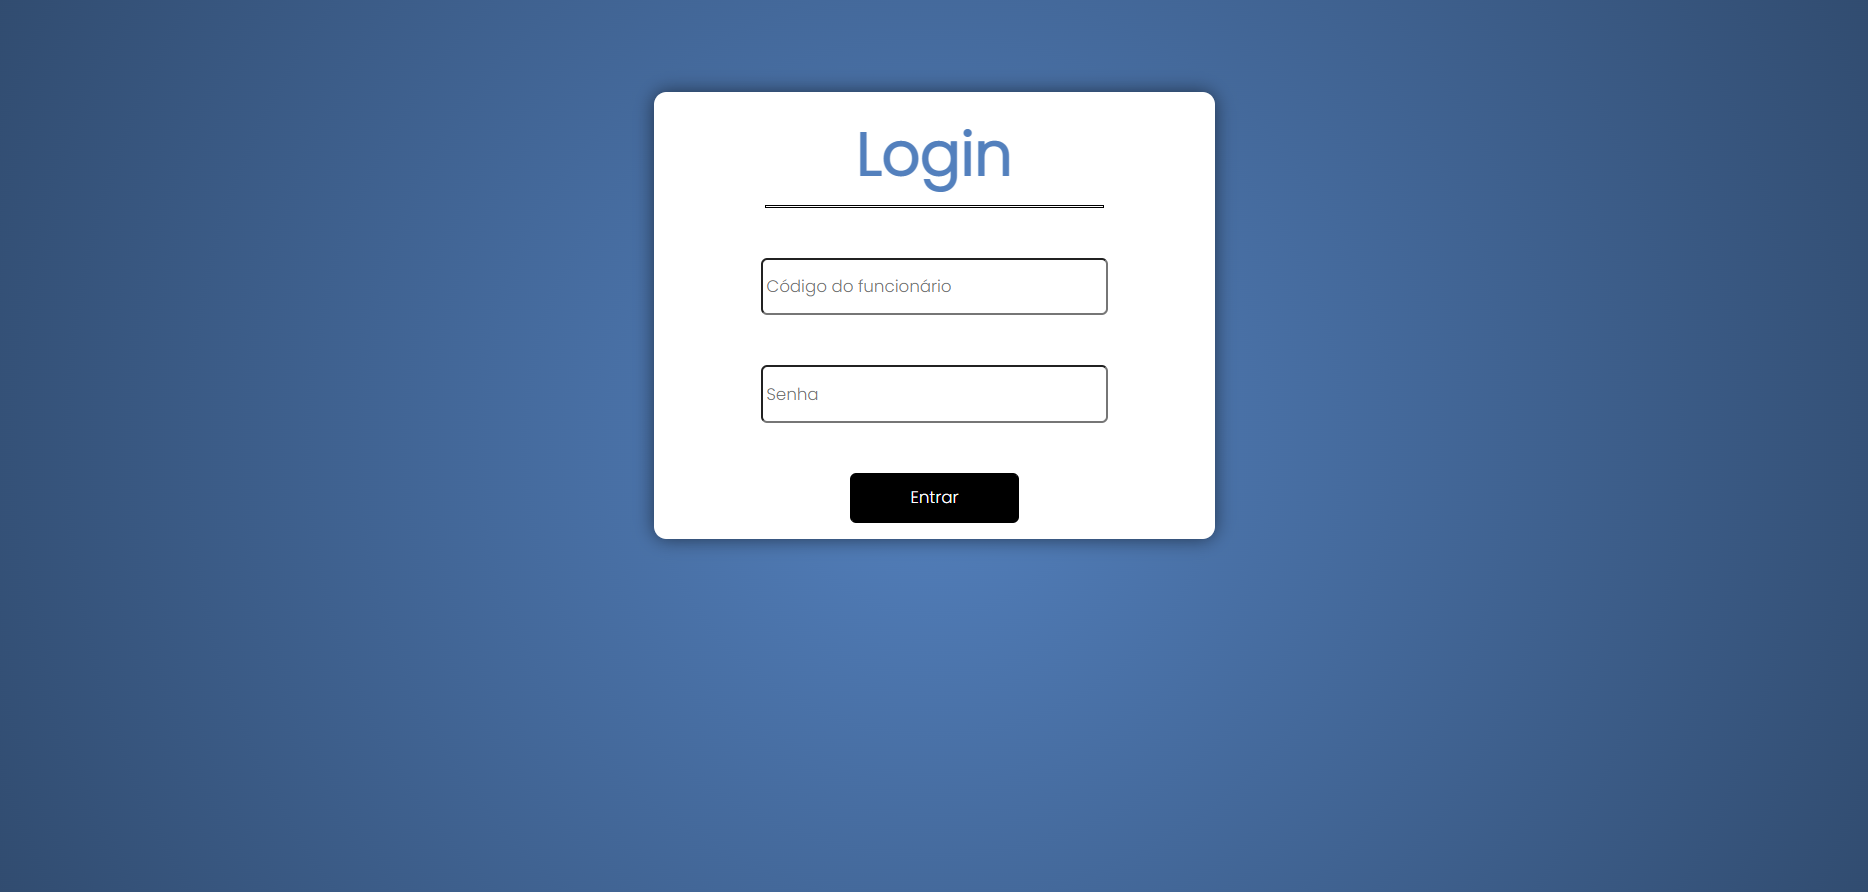 Login
Código do funcionário
Senha
Entrar